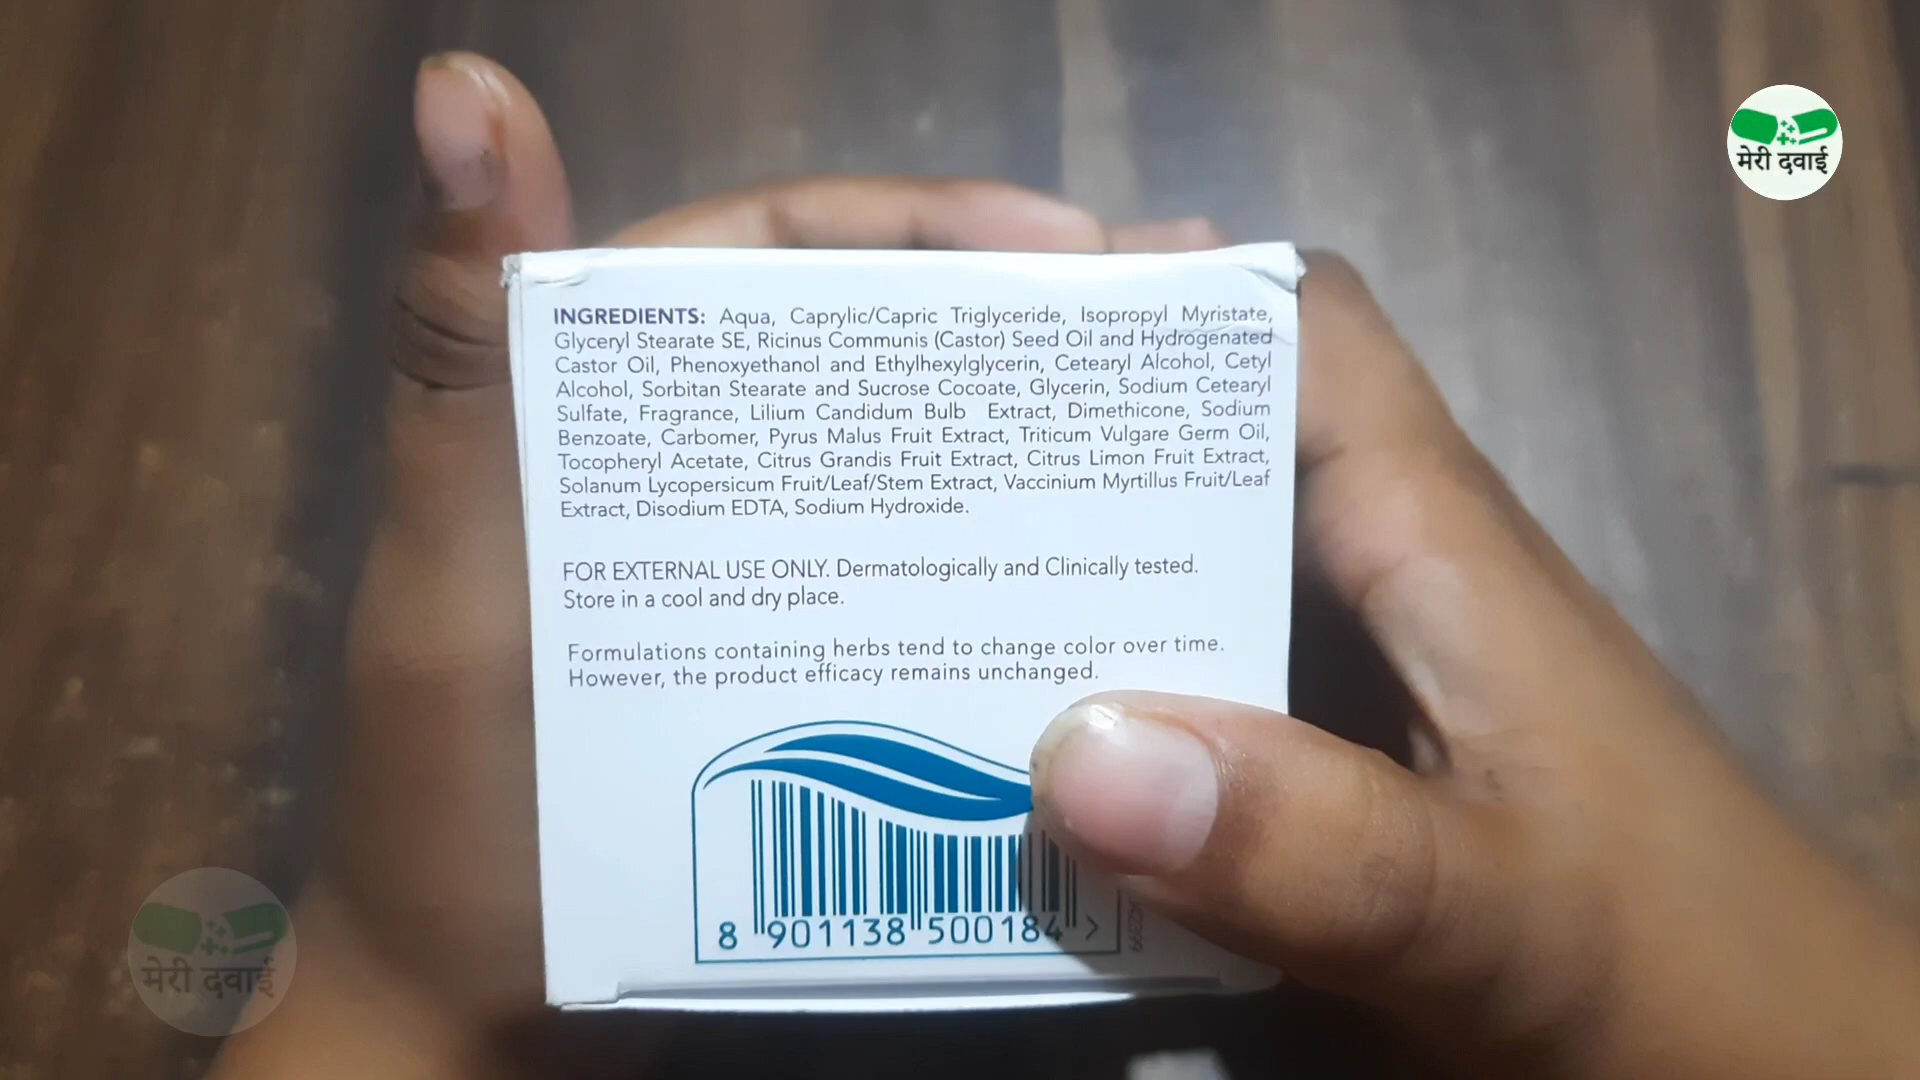 मेरी दवाई
INGREDIENTS: Aqua, Caprylic/Capric Triglyceride, Isopropyl Myristate,
Glyceryl Stearate SE, Ricinus Communis (Castor) Seed Oil and Hydrogenated
Castor Oil, Phenoxyethanol and Ethylhexylglycerin, Cetearyl Alcohol, Cetyl
Alcohol, Sorbitan Stearate and Sucrose Cocoate, Glycerin, Sodium Cetearyl
Sulfate, Fragrance, Lilium Candidum Bulb Extract, Dimethicone, Sodium
Benzoate, Carbomer, Pyrus Malus Fruit Extract, Triticum Vulgare Germ Oil,
Tocopheryl Acetate, Citrus Grandis Fruit Extract, Citrus Limon Fruit Extract,
Solanum Lycopersicum Fruit/Leaf/Stem Extract, Vaccinium Myrtillus Fruit/Leaf
Extract, Disodium EDTA, Sodium Hydroxide.
FOR EXTERNAL USE ONLY. Dermatologically and Clinically tested.
Store in a cool and dry place.
Formulations containing herbs tend to change color over time.
However, the product efficacy remains unchanged.
8 901138 500184 >
मेरी दवाई